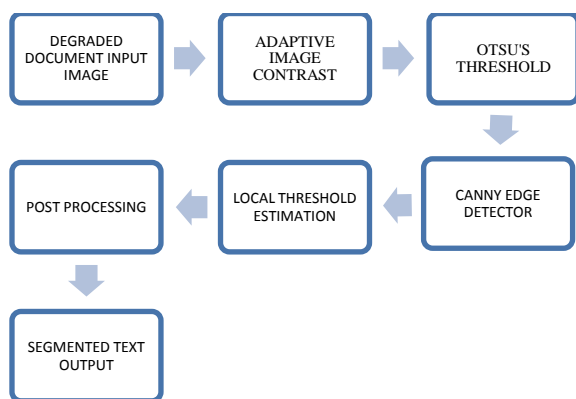 DEGRADED
DOCUMENT INPUT
IMAGE
ADAPTIVE
IMAGE
CONTRAST
OTSU'S
THRESHOLD
CANNY EDGE
DETECTOR
LOCAL THRESHOLD
ESTIMATION
POST PROCESSING
SEGMENTED TEXT
OUTPUT